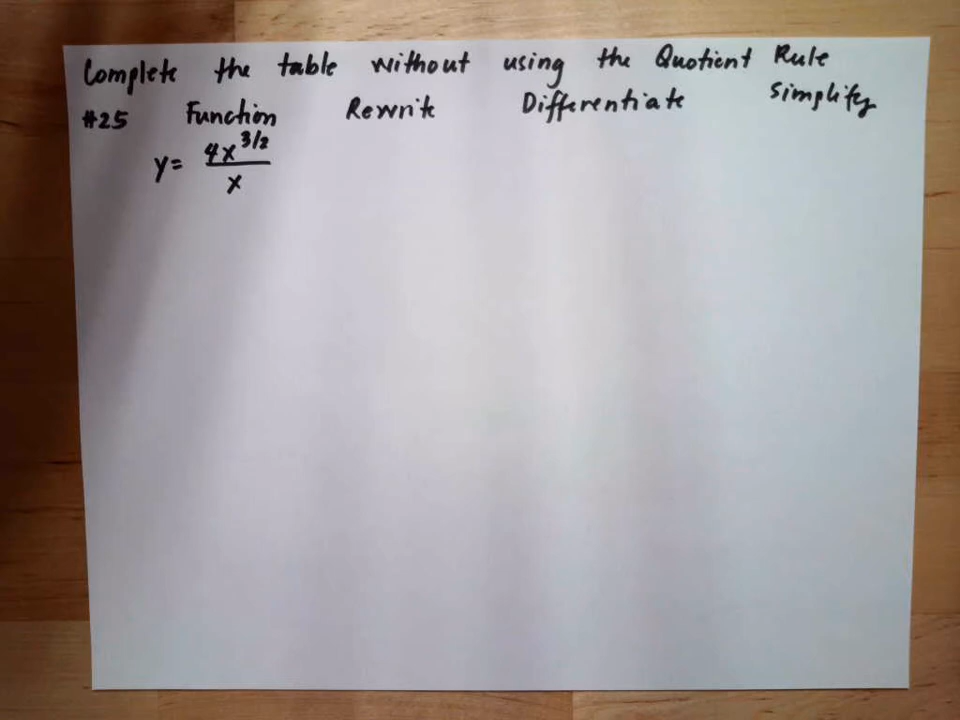 Complete the table without using the Quotient Rule
#25 Function Rewrite Differentiate Simplify
y = 4x^3/2 / x